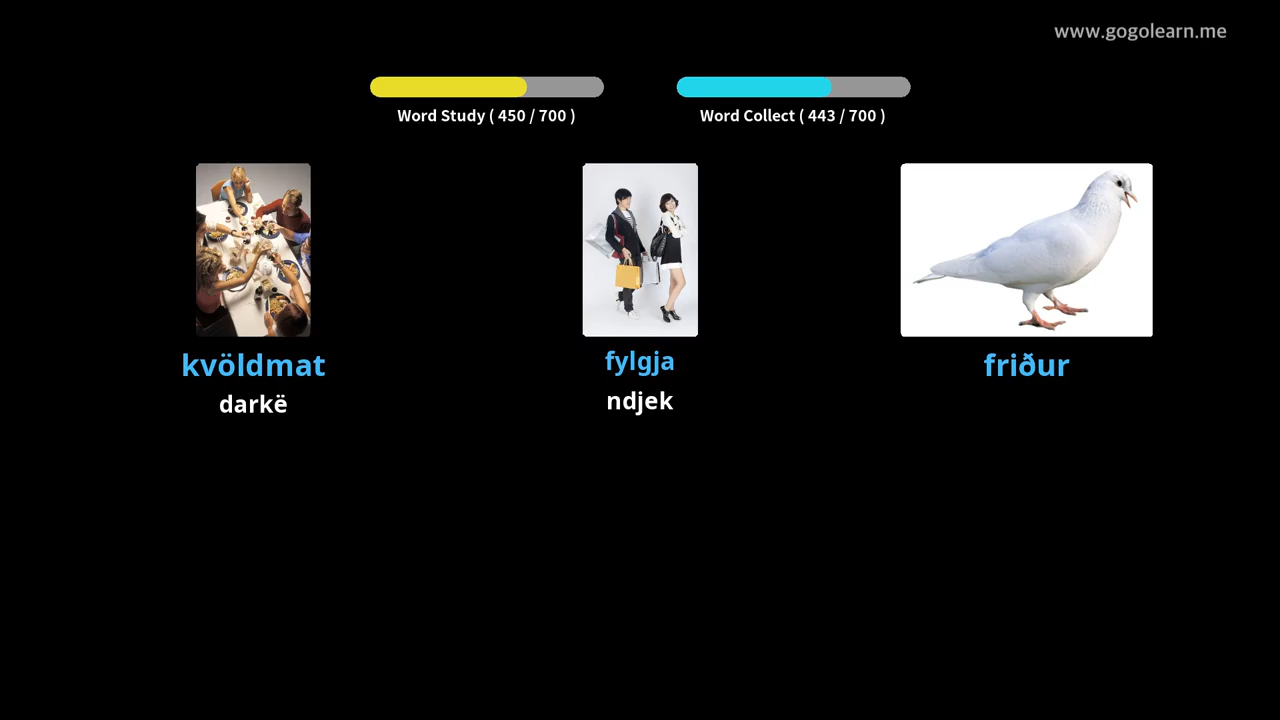 www.gogolearn.me
Word Study ( 450 / 700 )
Word Collect ( 443 / 700 )
kvöldmat
darkë
fylgja
ndjek
friður